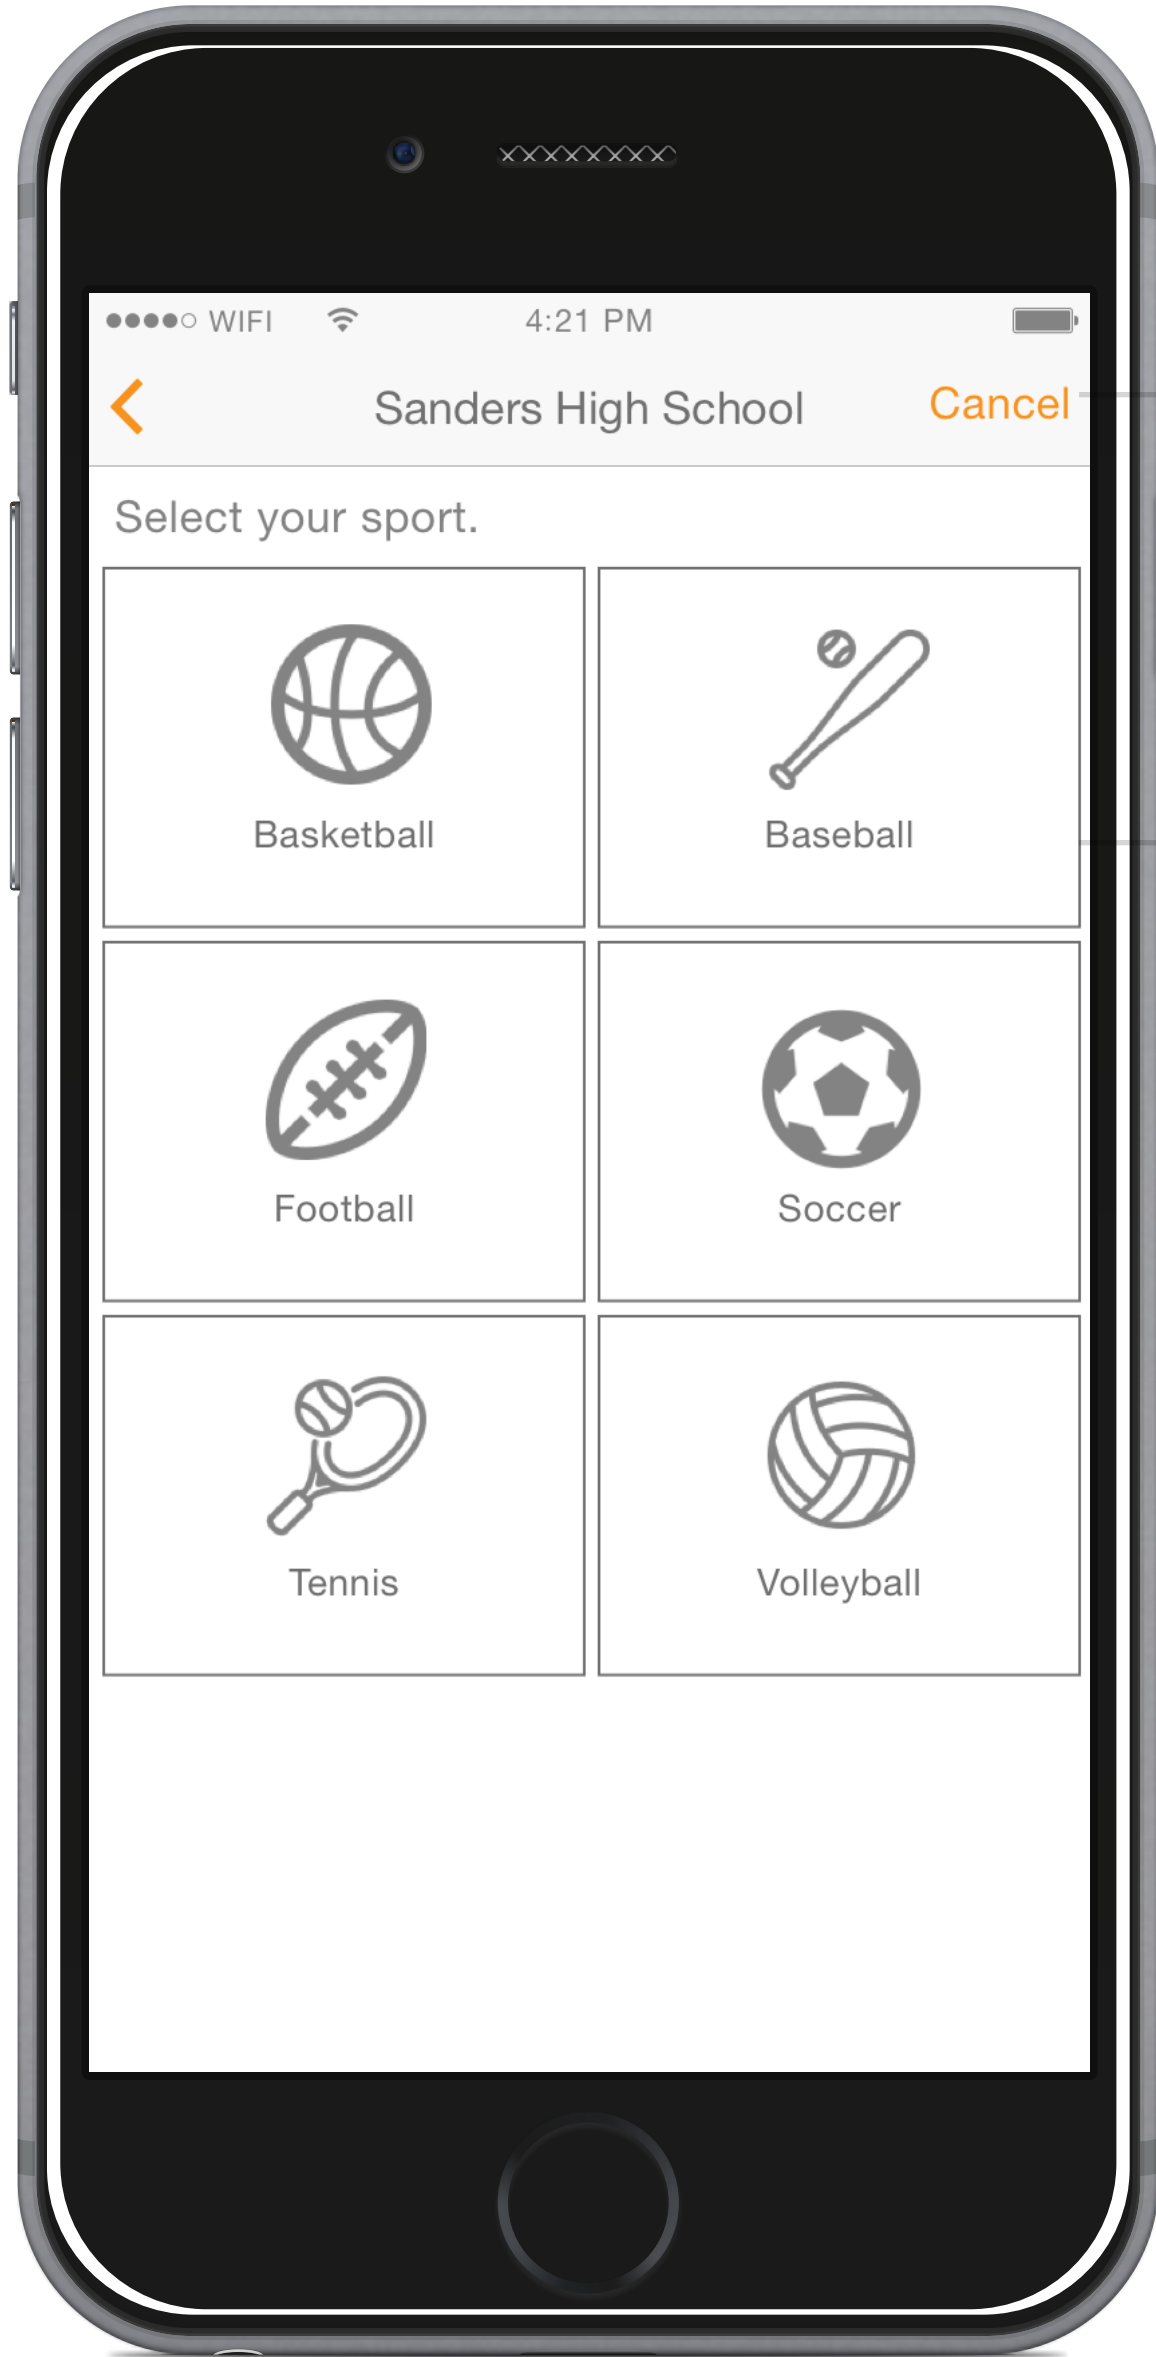 WIFI 4:21 PM
Sanders High School Cancel
Select your sport.
Basketball Baseball
Football Soccer
Tennis Volleyball